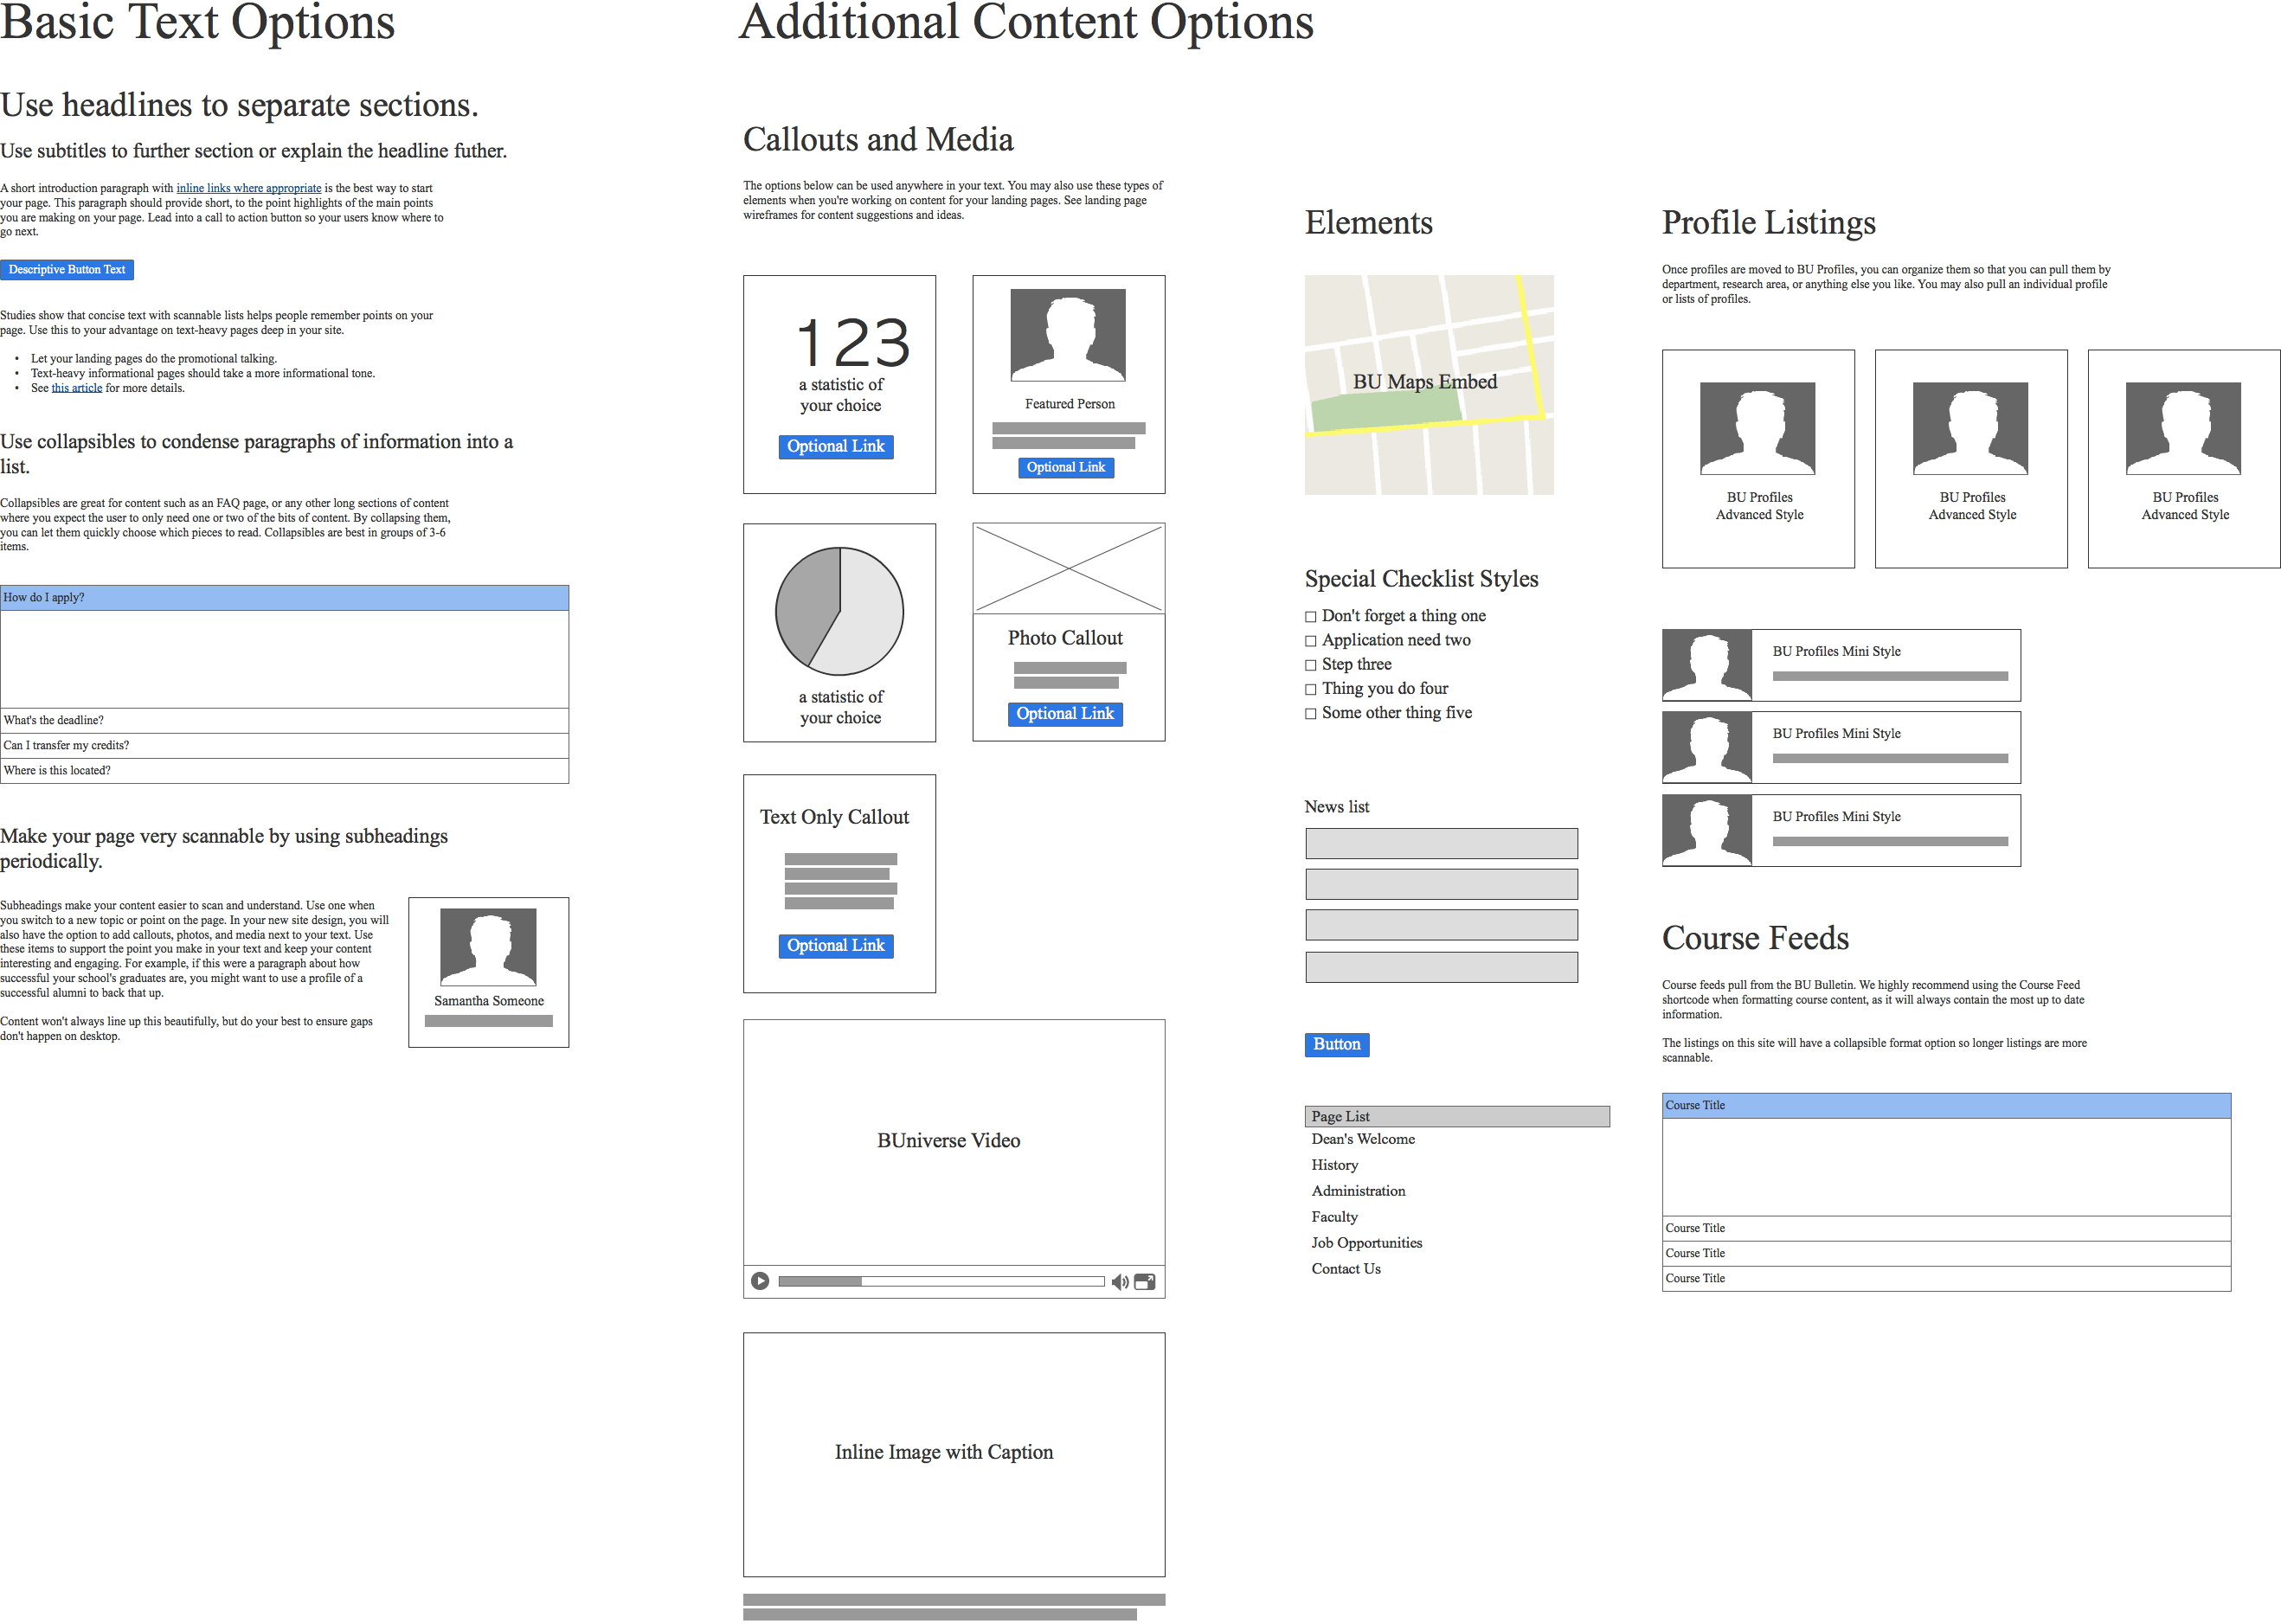 Basic Text Options
Use headlines to separate sections.
Use subtitles to further section or explain the headline futher.
A short introduction paragraph with inline links where appropriate is the best way to start
your page. This paragraph should provide short, to the point highlights of the main points
you are making on your page. Lead into a call to action button so your users know where to
go next.
Descriptive Button Text
Studies show that concise text with scannable lists helps people remember points on your
page. Use this to your advantage on text-heavy pages deep in your site.
• Let your landing pages do the promotional talking.
• Text-heavy informational pages should take a more informational tone.
• See this article for more details.
Use collapsibles to condense paragraphs of information into a
list.
Collapsibles are great for content such as an FAQ page, or any other long sections of content
where you expect the user to only need one or two of the bits of content. By collapsing them,
you can let them quickly choose which pieces to read. Collapsibles are best in groups of 3-6
items.
How do I apply?
What's the deadline?
Can I transfer my credits?
Where is this located?
Make your page very scannable by using subheadings
periodically.
Subheadings make your content easier to scan and understand. Use one when
you switch to a new topic or point on the page. In your new site design, you will
also have the option to add callouts, photos, and media next to your text. Use
these items to support the point you make in your text and keep your content
interesting and engaging. For example, if this were a paragraph about how
successful your school's graduates are, you might want to use a profile of a
successful alumni to back that up.
Content won't always line up this beautifully, but do your best to ensure gaps
don't happen on desktop.
Samantha Someone
Additional Content Options
Callouts and Media
The options below can be used anywhere in your text. You may also use these types of
elements when you're working on content for your landing pages. See landing page
wireframes for content suggestions and ideas.
123
a statistic of
your choice
Optional Link
Featured Person
Optional Link
a statistic of
your choice
Photo Callout
Optional Link
Text Only Callout
Optional Link
BUniverse Video
Inline Image with Caption
Elements
BU Maps Embed
Special Checklist Styles
Don't forget a thing one
Application need two
Step three
Thing you do four
Some other thing five
News list
Button
Page List
Dean's Welcome
History
Administration
Faculty
Job Opportunities
Contact Us
Profile Listings
Once profiles are moved to BU Profiles, you can organize them so that you can pull them by
department, research area, or anything else you like. You may also pull an individual profile
or lists of profiles.
BU Profiles
Advanced Style
BU Profiles
Advanced Style
BU Profiles
Advanced Style
BU Profiles Mini Style
BU Profiles Mini Style
BU Profiles Mini Style
Course Feeds
Course feeds pull from the BU Bulletin. We highly recommend using the Course Feed
shortcode when formatting course content, as it will always contain the most up to date
information.
The listings on this site will have a collapsible format option so longer listings are more
scannable.
Course Title
Course Title
Course Title
Course Title